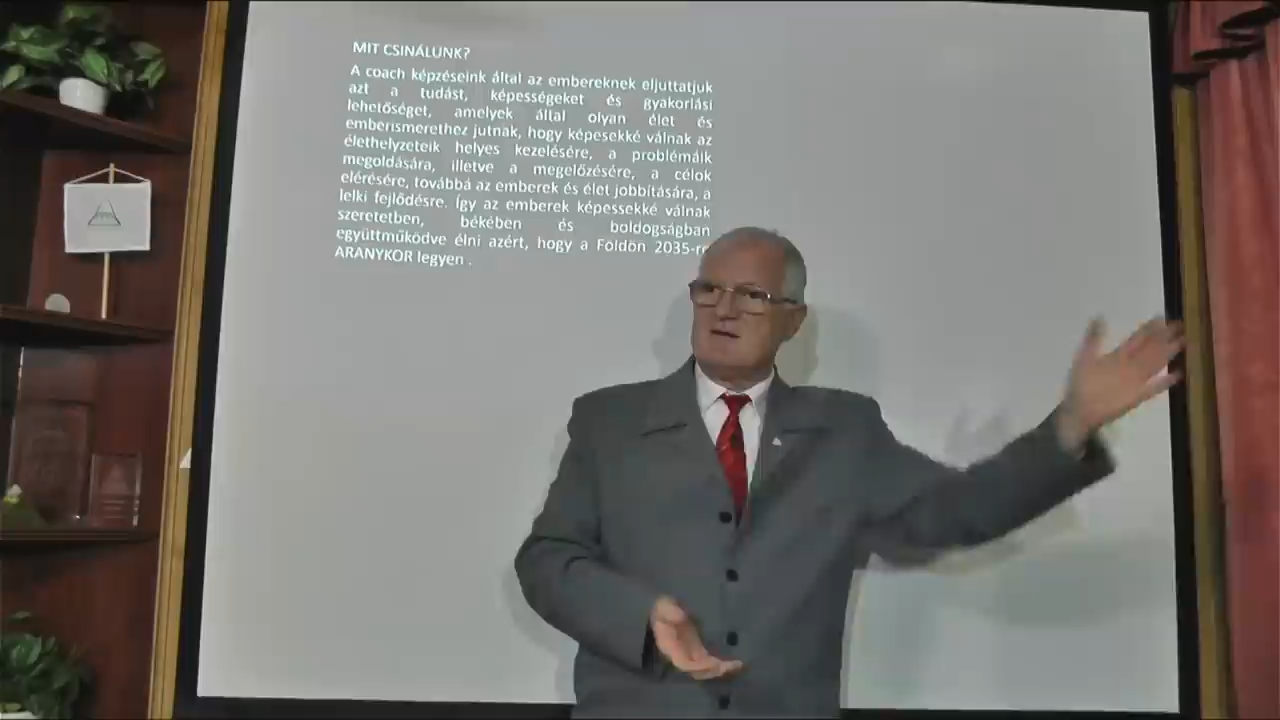 MIT CSINÁLUNK?
A coach képzéseink által az embereknek eljuttatjuk
azt a tudást, képességeket és gyakorlási
lehetőséget, amelyek által olyan élet és
emberismerethez jutnak, hogy képesekké válnak az
élethelyzeteik helyes kezelésére, a problémáik
megoldására, illetve a megelőzésére, a célok
elérésére, továbbá az emberek és élet jobbítására, a
lelki fejlődésre. Így az emberek képessekké válnak
szeretetben, békében és boldogságban
együttműködve élni azért, hogy a Földön 2035-re
ARANYKOR legyen .